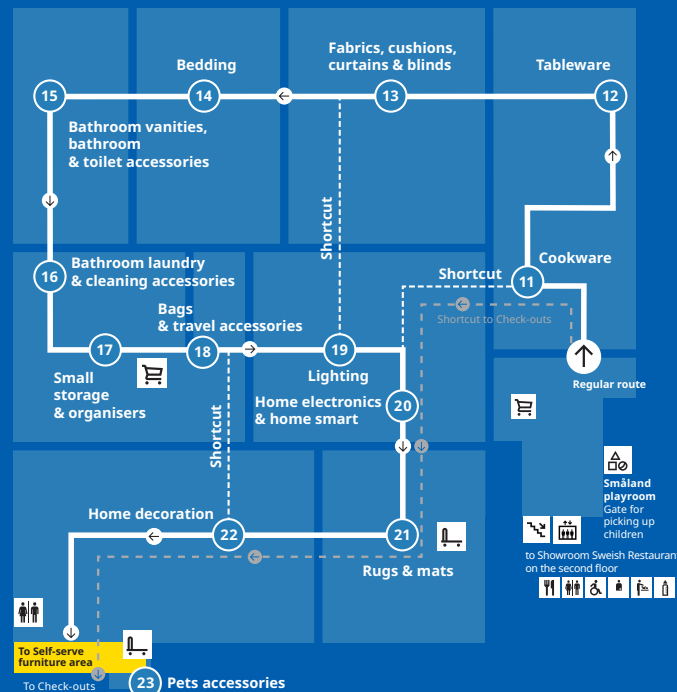 Fabrics, cushions,
curtains & blinds
Bedding
Tableware
15
14
13
12
Bathroom vanities,
bathroom
& toilet accessories
Shortcut
Bathroom laundry
& cleaning accessories
16
Cookware
Shortcut
11
Bags
& travel accessories
Shortcut to Check-outs
17
18
19
Small
storage
& organisers
Lighting
Regular route
Home electronics
& home smart
20
Shortcut
Småland
playroom
Gate for
picking up
children
Home decoration
22
21
Rugs & mats
to Showroom Sweish Restauran
on the second floor
To Self-serve
furniture area
To Check-outs
23
Pets accessories